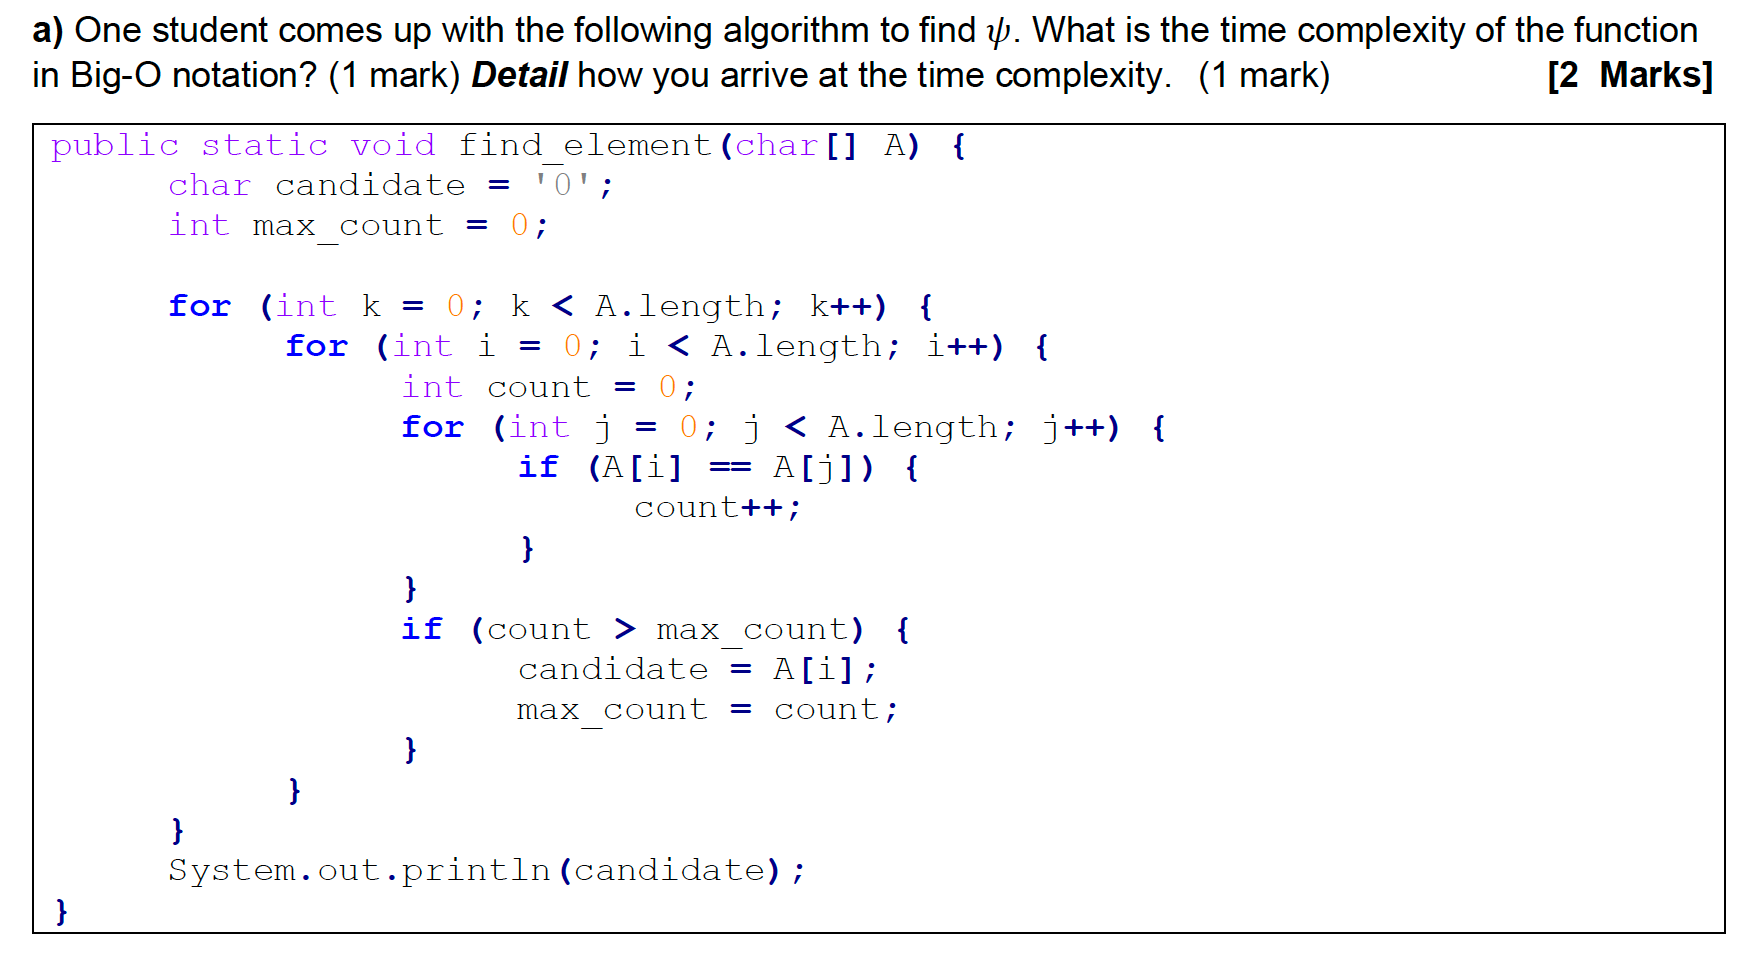 a) One student comes up with the following algorithm to find ψ. What is the time complexity of the function
in Big-O notation? (1 mark) Detail how you arrive at the time complexity. (1 mark) [2 Marks]
public static void find_element(char[] A) {
char candidate = '0';
int max_count = 0;
for (int k = 0; k < A.length; k++) {
for (int i = 0; i < A.length; i++) {
int count = 0;
for (int j = 0; j < A.length; j++) {
if (A[i] == A[j]) {
count++;
}
}
if (count > max_count) {
candidate = A[i];
max_count = count;
}
}
}
System.out.println(candidate);
}